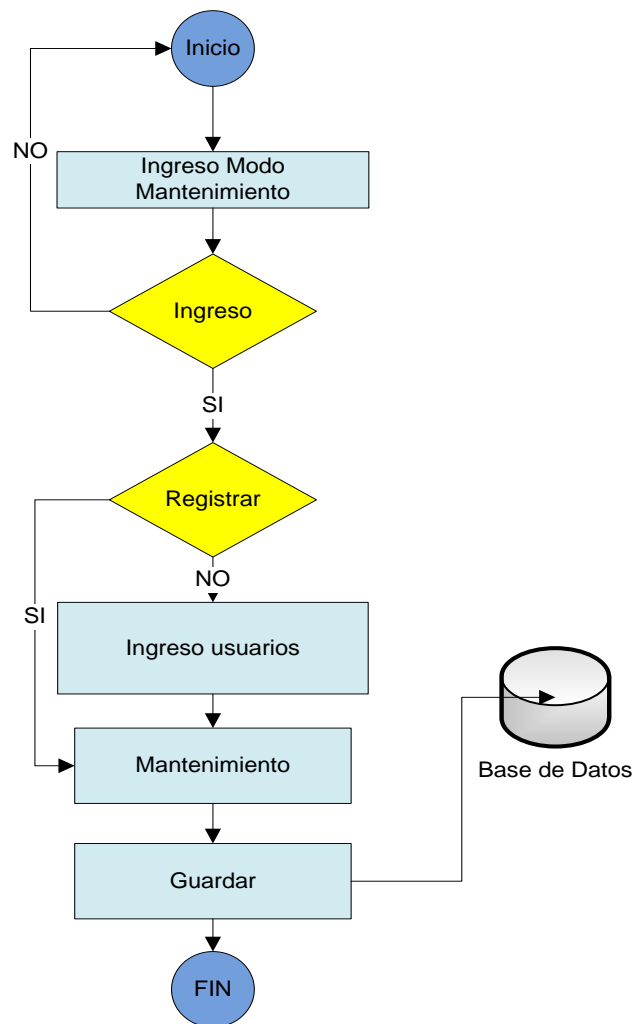 Inicio
NO
Ingreso Modo
Mantenimiento
Ingreso
SI
Registrar
NO
SI
Ingreso usuarios
Mantenimiento
Base de Datos
Guardar
FIN